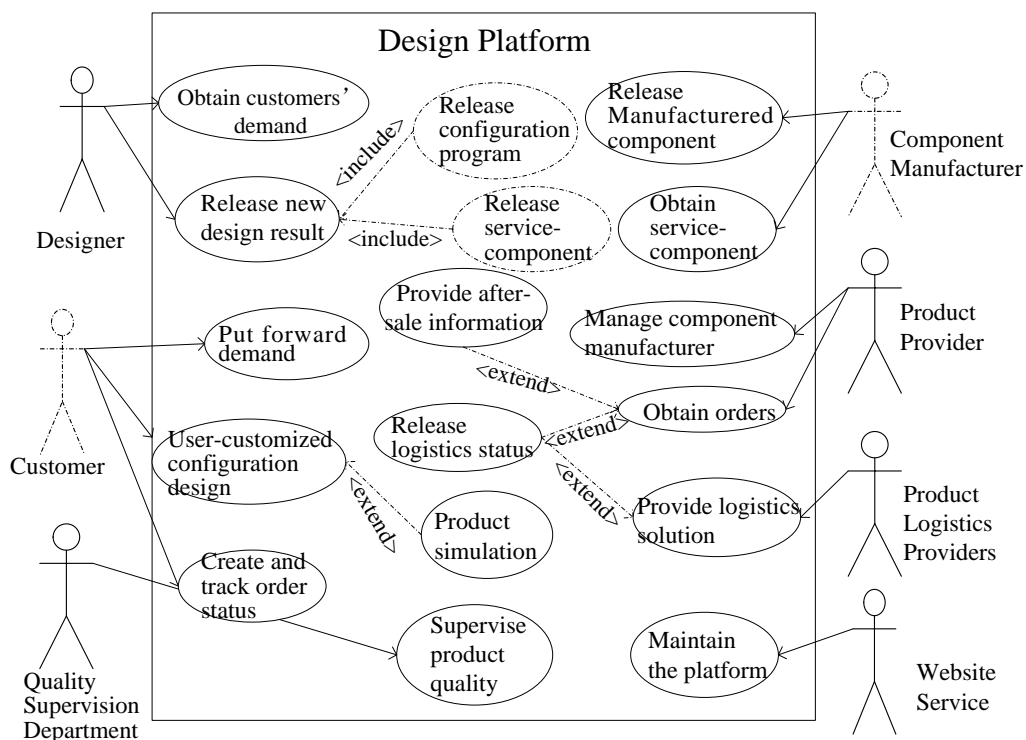 Design Platform
Obtain customers’
demand
Release
configuration
program
Release
Manufacturered
component
Component
Manufacturer
<include>
Designer
Release new
design result
<include>
Release
service-
component
Obtain
service-
component
Provide after-
sale information
Put forward
demand
Manage component
manufacturer
Product
Provider
<extend>
Obtain orders
Customer
User-customized
configuration
design
Release
logistics status
<extend>
<extend>
<extend>
Product
simulation
Provide logistics
solution
Product
Logistics
Providers
Create and
track order
status
Supervise
product
quality
Maintain
the platform
Website
Service
Quality
Supervision
Department